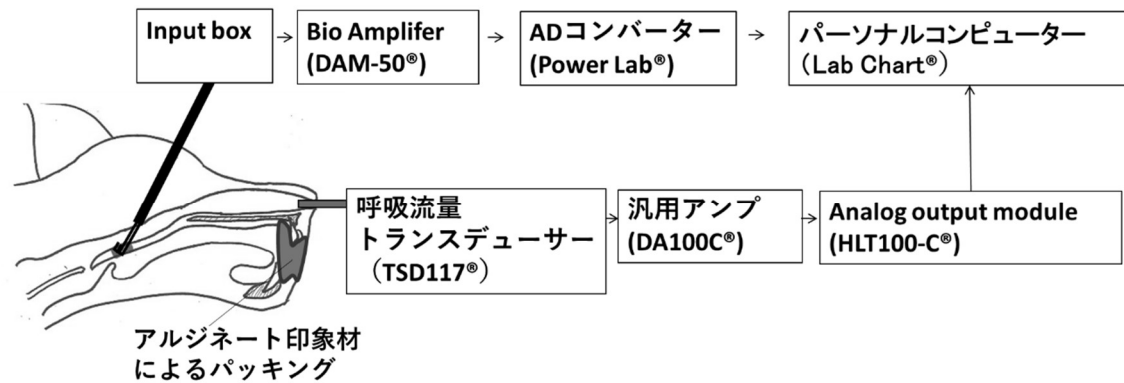 Input box
Bio Amplifer
(DAM-50®)
ADコンバーター
(Power Lab®)
パーソナルコンピューター
（Lab Chart®）
呼吸流量
トランスデューサー
（TSD117®）
汎用アンプ
(DA100C®)
Analog output module
(HLT100-C®)
アルジネート印象材
によるパッキング